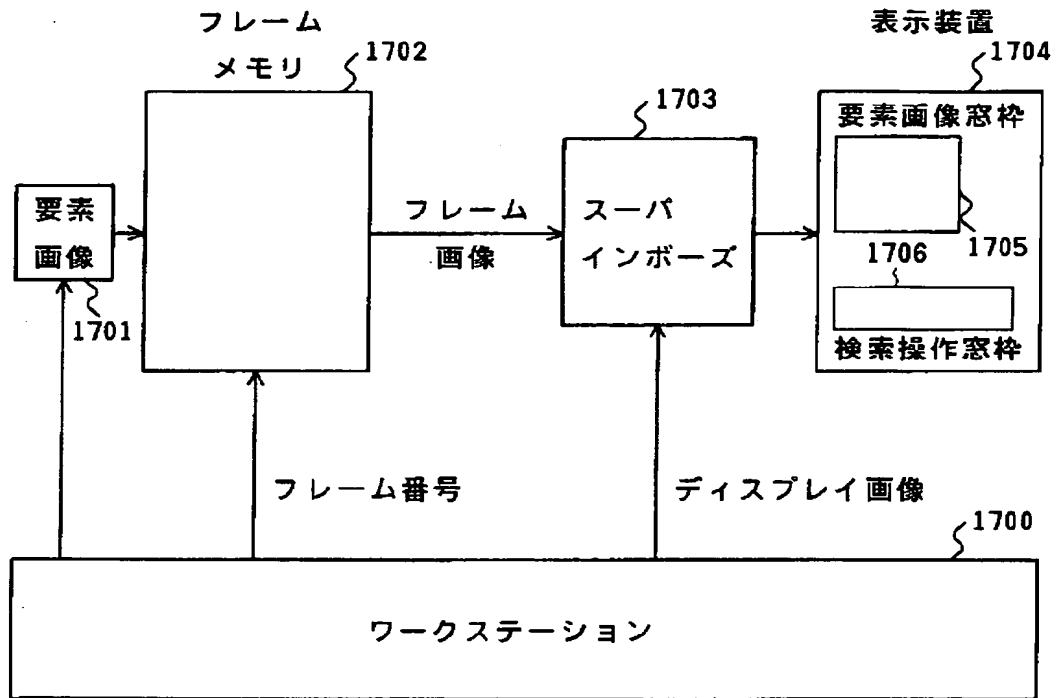 フレーム
メモリ
1702
表示装置
1704
1703
要素画像窓枠
要素
画像
1701
フレーム
画像
スーパ
インボーズ
1705
1706
検索操作窓枠
フレーム番号
ディスプレイ画像
1700
ワークステーション